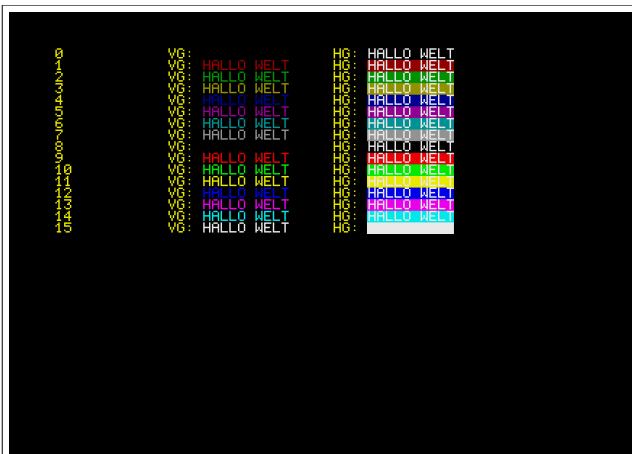 0 VG: HG: HALLO WELT
1 VG: HALLO WELT HG: HALLO WELT
2 VG: HALLO WELT HG: HALLO WELT
3 VG: HALLO WELT HG: HALLO WELT
4 VG: HALLO WELT HG: HALLO WELT
5 VG: HALLO WELT HG: HALLO WELT
6 VG: HALLO WELT HG: HALLO WELT
7 VG: HALLO WELT HG: HALLO WELT
8 VG: HG: HALLO WELT
9 VG: HALLO WELT HG: HALLO WELT
10 VG: HALLO WELT HG: HALLO WELT
11 VG: HALLO WELT HG: HALLO WELT
12 VG: HALLO WELT HG: HALLO WELT
13 VG: HALLO WELT HG: HALLO WELT
14 VG: HALLO WELT HG: HALLO WELT
15 VG: HALLO WELT HG: